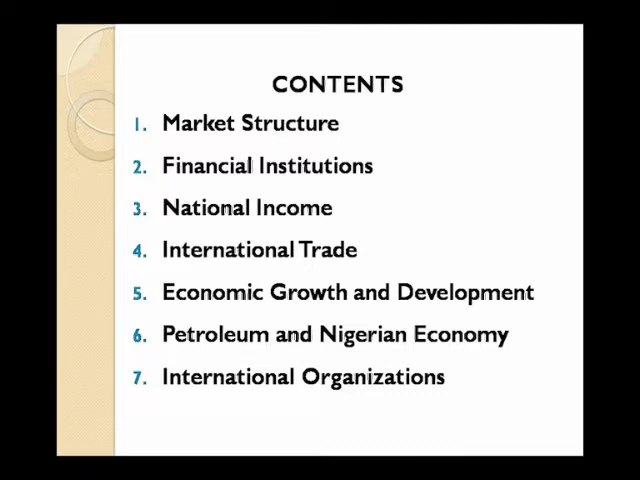 CONTENTS
1. Market Structure
2. Financial Institutions
3. National Income
4. International Trade
5. Economic Growth and Development
6. Petroleum and Nigerian Economy
7. International Organizations